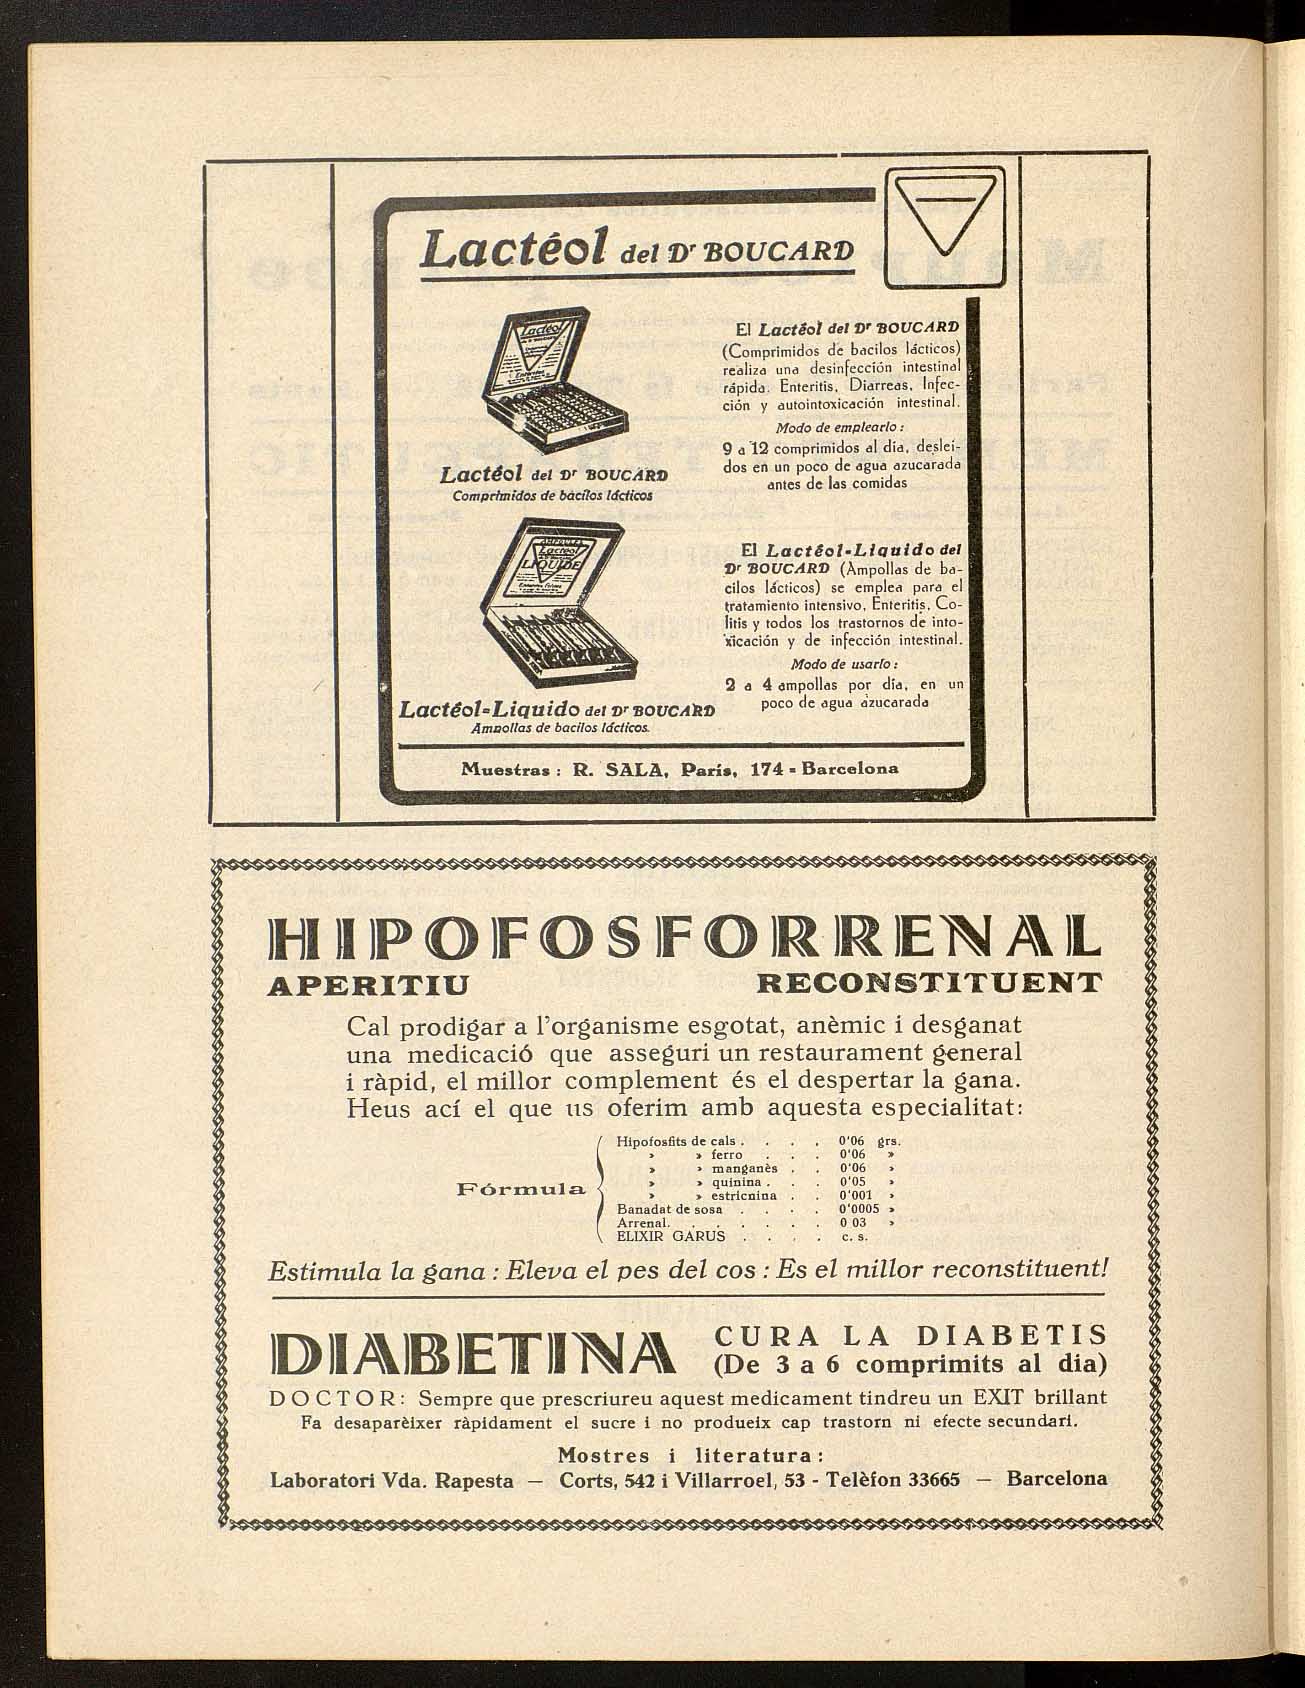 Lactéol del Dr BOUCARD
Lactéol
Lactéol del Dr BOUCARD
Comprimidos de bacilos lácticos
El Lactéol del Dr BOUCARD
(Comprimidos de bacilos lácticos)
realiza una desinfección intestinal
rápida. Enteritis, Diarreas, Infec-
ción y autointoxicación intestinal.
Modo de emplearlo :
9 a 12 comprimidos al dia, desleí-
dos en un poco de agua azucarada
antes de las comidas
AMPOULES
Lactéol
LIQUIDE
Lactéol-Liquido del Dr BOUCARD
Ampollas de bacilos lácticos.
El Lactéol-Liquido del
Dr BOUCARD (Ampollas de ba-
cilos lácticos) se emplea para el
tratamiento intensivo, Enteritis, Co-
litis y todos los trastornos de into-
xicación y de infección intestinal.
Modo de usarlo :
2 a 4 ampollas por día, en un
poco de agua azucarada
Muestras : R. SALA, París, 174 - Barcelona
HIPOFOSFORRENAL
APERITIU RECONSTITUENT
Cal prodigar a l'organisme esgotat, anèmic i desganat
una medicació que asseguri un restaurament general
i ràpid, el millor complement és el despertar la gana.
Heus ací el que us oferim amb aquesta especialitat:
Fórmula
Hipofosfits de cals . . . . 0'06 grs.
» » ferro . . . 0'06 »
» » manganès . . 0'06 »
» » quinina . . . 0'05 »
» » estricnina . . 0'001 »
Banadat de sosa . . . . 0'0005 »
Arrenal. . . . . . . 0 03 »
ELIXIR GARUS . . . . c. s.
Estimula la gana : Eleva el pes del cos : Es el millor reconstituent!
DIABETINA
CURA LA DIABETIS
(De 3 a 6 comprimits al dia)
DOCTOR: Sempre que prescriureu aquest medicament tindreu un EXIT brillant
Fa desaparèixer ràpidament el sucre i no produeix cap trastorn ni efecte secundari.
Mostres i literatura :
Laboratori Vda. Rapesta — Corts, 542 i Villarroel, 53 - Telèfon 33665 — Barcelona